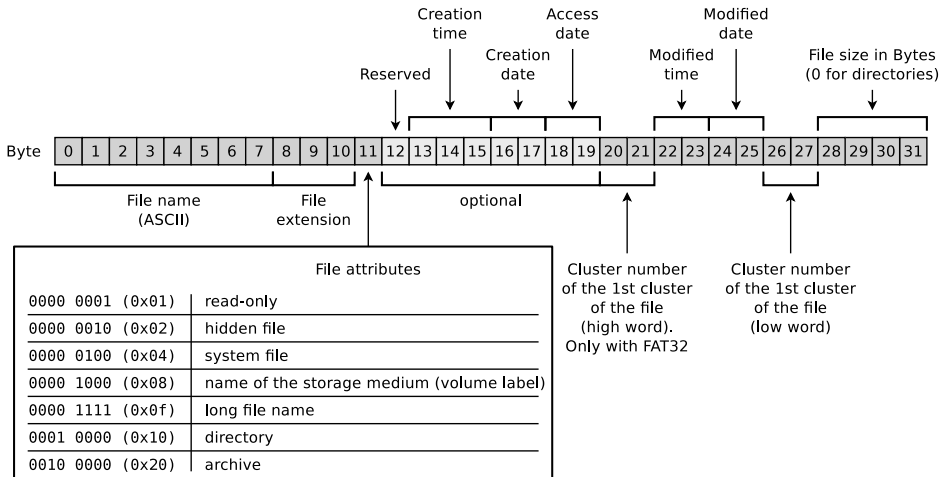 Creation
time
Access
date
Modified
date
Reserved
Creation
date
Modified
time
File size in Bytes
(0 for directories)
Byte 0 1 2 3 4 5 6 7 8 9 10 11 12 13 14 15 16 17 18 19 20 21 22 23 24 25 26 27 28 29 30 31
File name
(ASCII)
File
extension
optional
Cluster number
of the 1st cluster
of the file
(high word).
Only with FAT32
Cluster number
of the 1st cluster
of the file
(low word)
File attributes
0000 0001 (0x01) read-only
0000 0010 (0x02) hidden file
0000 0100 (0x04) system file
0000 1000 (0x08) name of the storage medium (volume label)
0000 1111 (0x0f) long file name
0001 0000 (0x10) directory
0010 0000 (0x20) archive